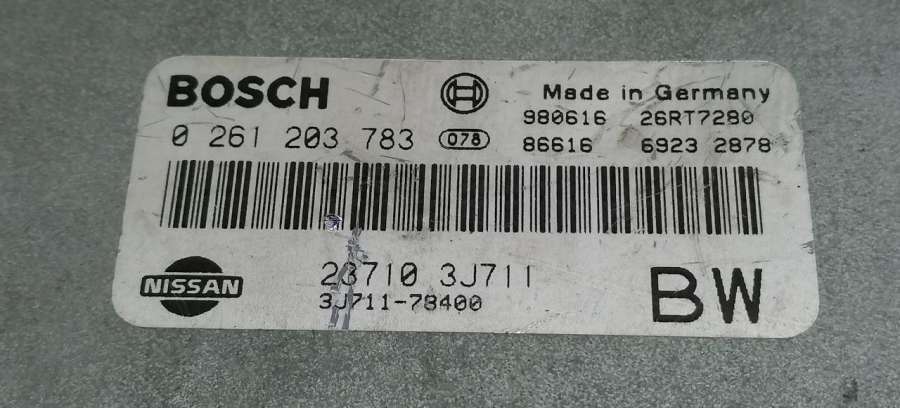 BOSCH
Made in Germany
980616 26RT7280
0 261 203 783 078
86616 6923 2878
23710 3J711
3J711-78400
NISSAN
BW